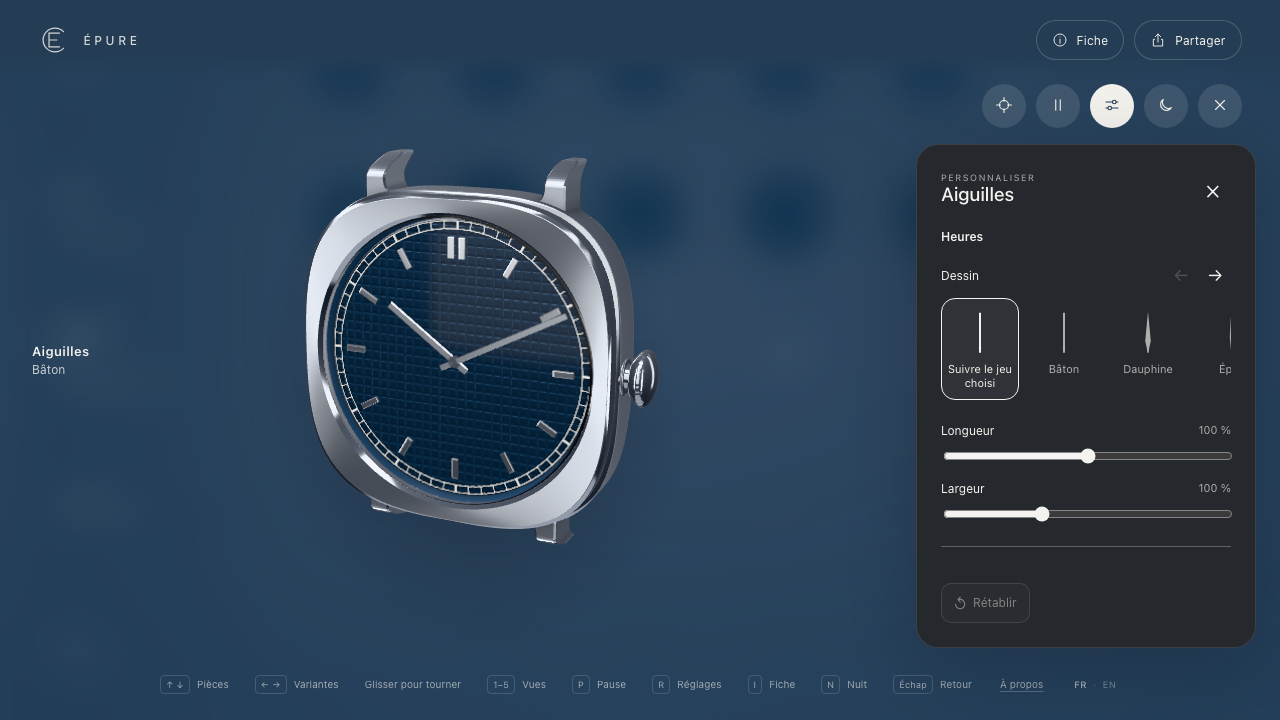 ÉPURE
Fiche
Partager
PERSONNALISER
Aiguilles
Heures
Dessin
Suivre le jeu
choisi
Bâton
Dauphine
Ép
Longueur
100 %
Largeur
100 %
Rétablir
Aiguilles
Bâton
↑ ↓ Pièces
← → Variantes
Glisser pour tourner
1–5 Vues
P Pause
R Réglages
I Fiche
N Nuit
Échap Retour
À propos
FR · EN